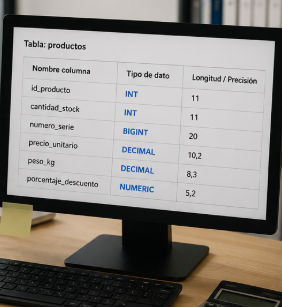 Tabla: productos
Nombre columna Tipo de dato Longitud / Precisión
id_producto INT 11
cantidad_stock INT 11
numero_serie BIGINT 20
precio_unitario DECIMAL 10,2
peso_kg DECIMAL 8,3
porcentaje_descuento NUMERIC 5,2